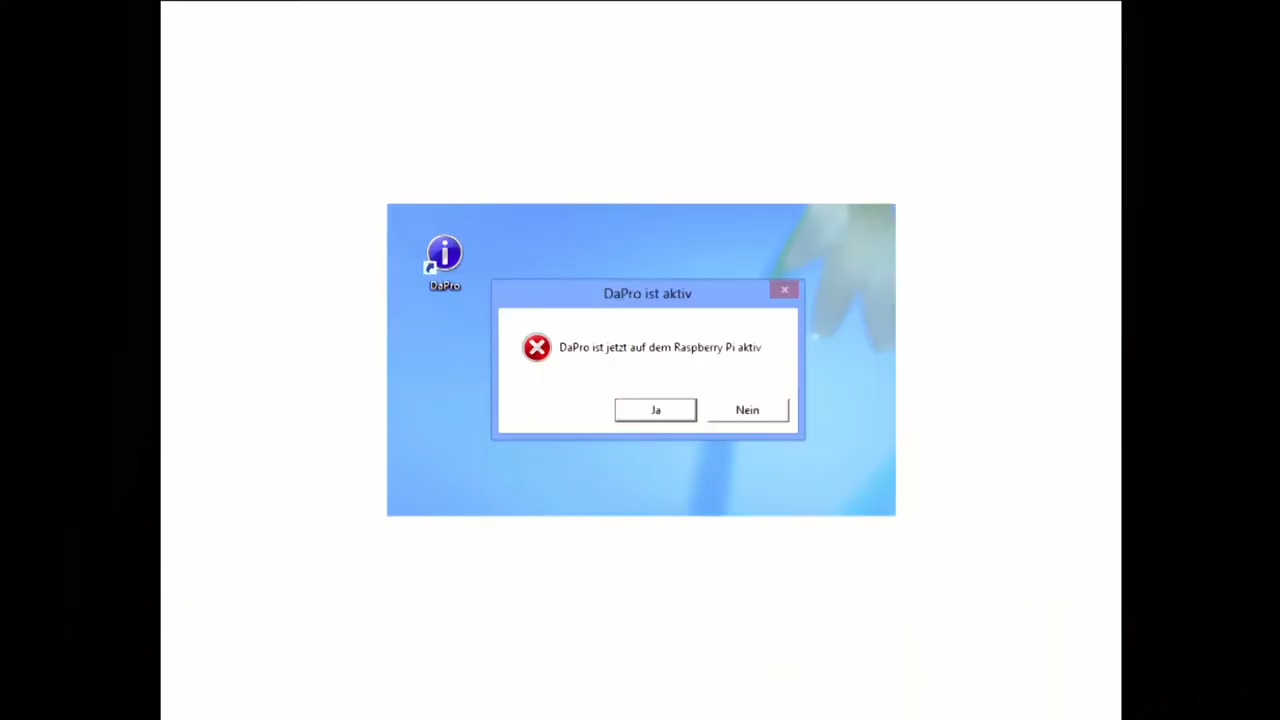 DaPro
DaPro ist aktiv
DaPro ist jetzt auf dem Raspberry Pi aktiv
Ja Nein